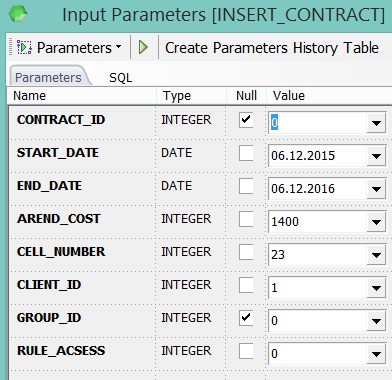 Input Parameters [INSERT_CONTRACT]
Parameters Create Parameters History Table
Parameters SQL
Name Type Null Value
CONTRACT_ID INTEGER 0
START_DATE DATE 06.12.2015
END_DATE DATE 06.12.2016
AREND_COST INTEGER 1400
CELL_NUMBER INTEGER 23
CLIENT_ID INTEGER 1
GROUP_ID INTEGER 0
RULE_ACSESS INTEGER 0